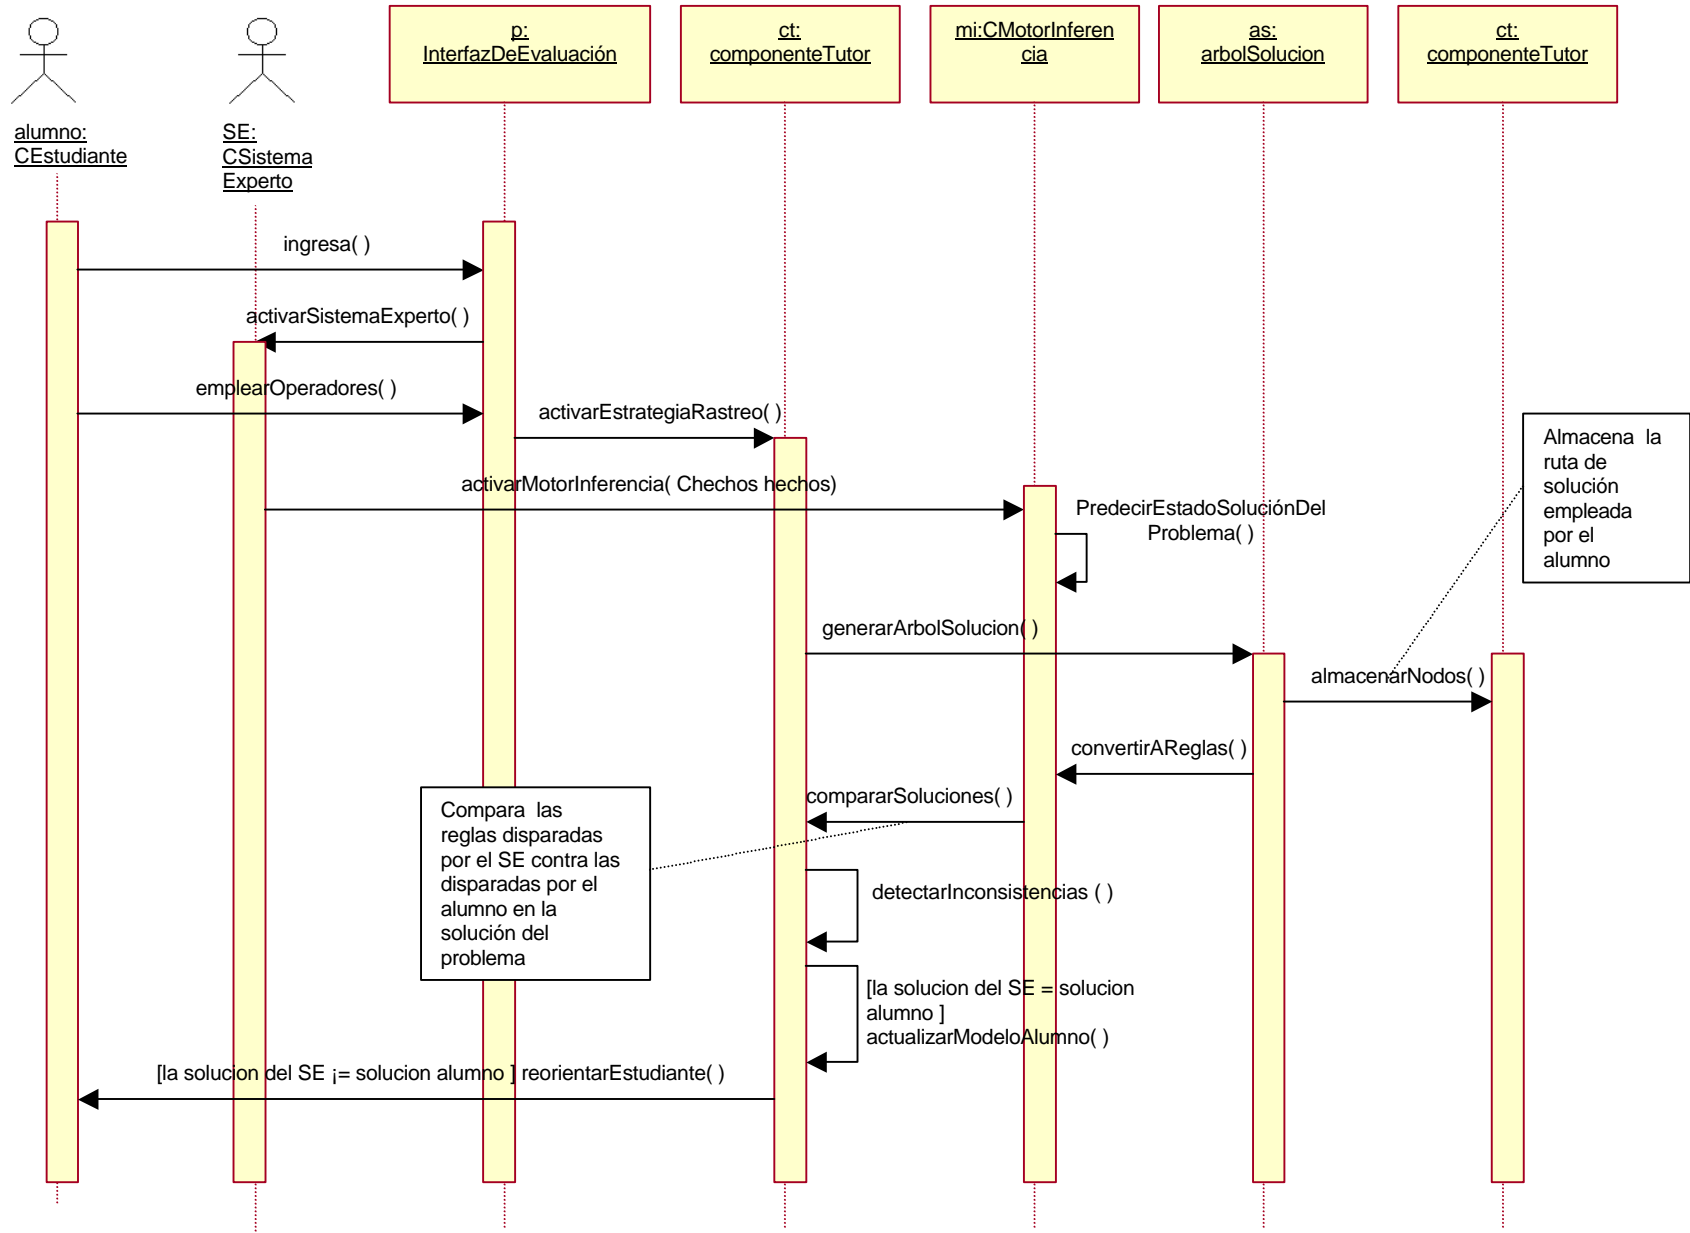 p:
InterfazDeEvaluación
ct:
componenteTutor
mi:CMotorInferen
cia
as:
arbolSolucion
ct:
componenteTutor
alumno:
CEstudiante
SE:
CSistema
Experto
ingresa( )
activarSistemaExperto( )
emplearOperadores( )
activarEstrategiaRastreo( )
Almacena  la
ruta de
solución
empleada
por el
alumno
activarMotorInferencia( Chechos hechos)
PredecirEstadoSoluciónDel
Problema( )
generarArbolSolucion( )
almacenarNodos( )
convertirAReglas( )
compararSoluciones( )
Compara  las
reglas disparadas
por el SE contra las
disparadas por el
alumno en la
solución del
problema
detectarInconsistencias ( )
[la solucion del SE = solucion
alumno ]
actualizarModeloAlumno( )
[la solucion del SE ¡= solucion alumno ] reorientarEstudiante( )